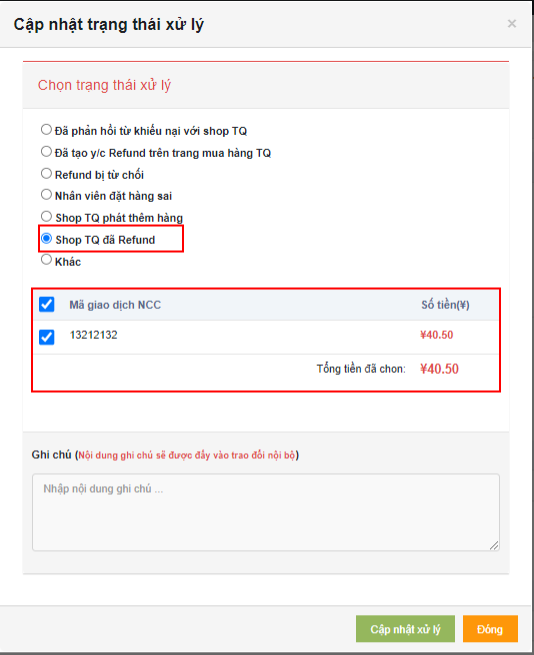 Cập nhật trạng thái xử lý ×
Chọn trạng thái xử lý
Đã phản hồi từ khiếu nại với shop TQ
Đã tạo y/c Refund trên trang mua hàng TQ
Refund bị từ chối
Nhân viên đặt hàng sai
Shop TQ phát thêm hàng
Shop TQ đã Refund
Khác
Mã giao dịch NCC Số tiền(¥)
13212132 ¥40.50
Tổng tiền đã chọn: ¥40.50
Ghi chú (Nội dung ghi chú sẽ được đẩy vào trao đổi nội bộ)
Nhập nội dung ghi chú ...
Cập nhật xử lý Đóng